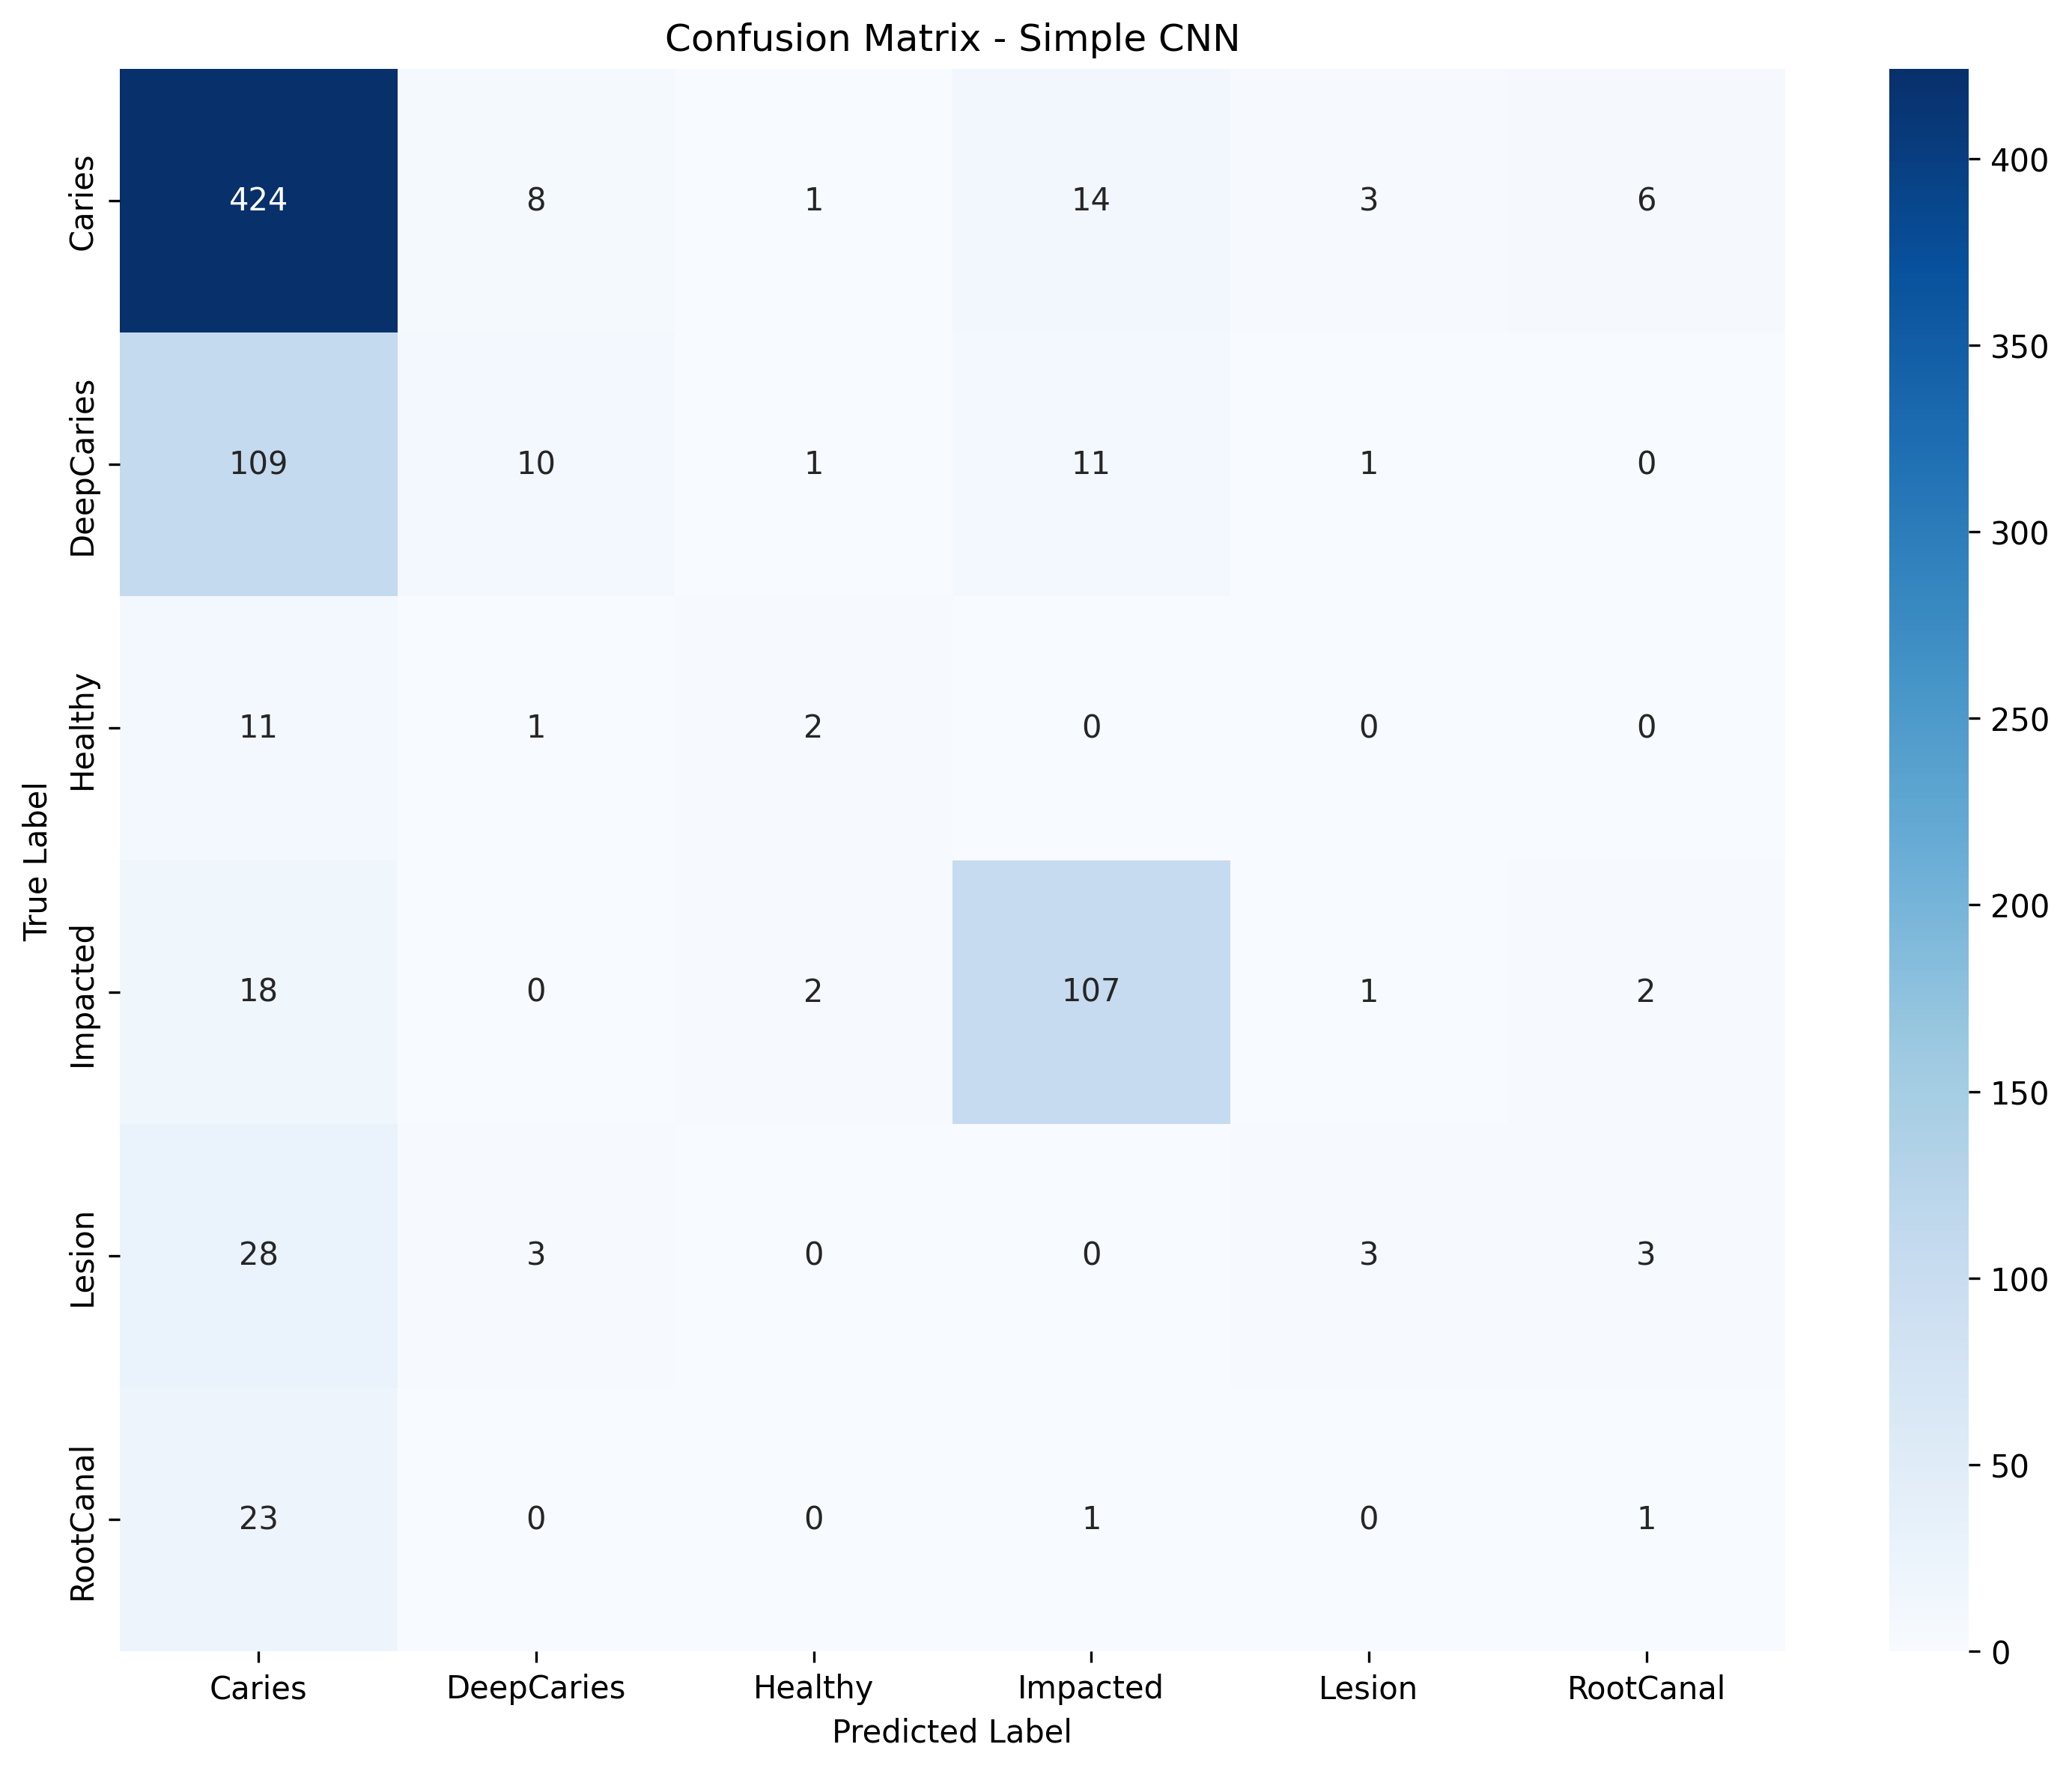 Confusion Matrix - Simple CNN
True Label
Caries
424 8 1 14 3 6
DeepCaries
109 10 1 11 1 0
Healthy
11 1 2 0 0 0
Impacted
18 0 2 107 1 2
Lesion
28 3 0 0 3 3
RootCanal
23 0 0 1 0 1
Caries DeepCaries Healthy Impacted Lesion RootCanal
Predicted Label
400
350
300
250
200
150
100
50
0